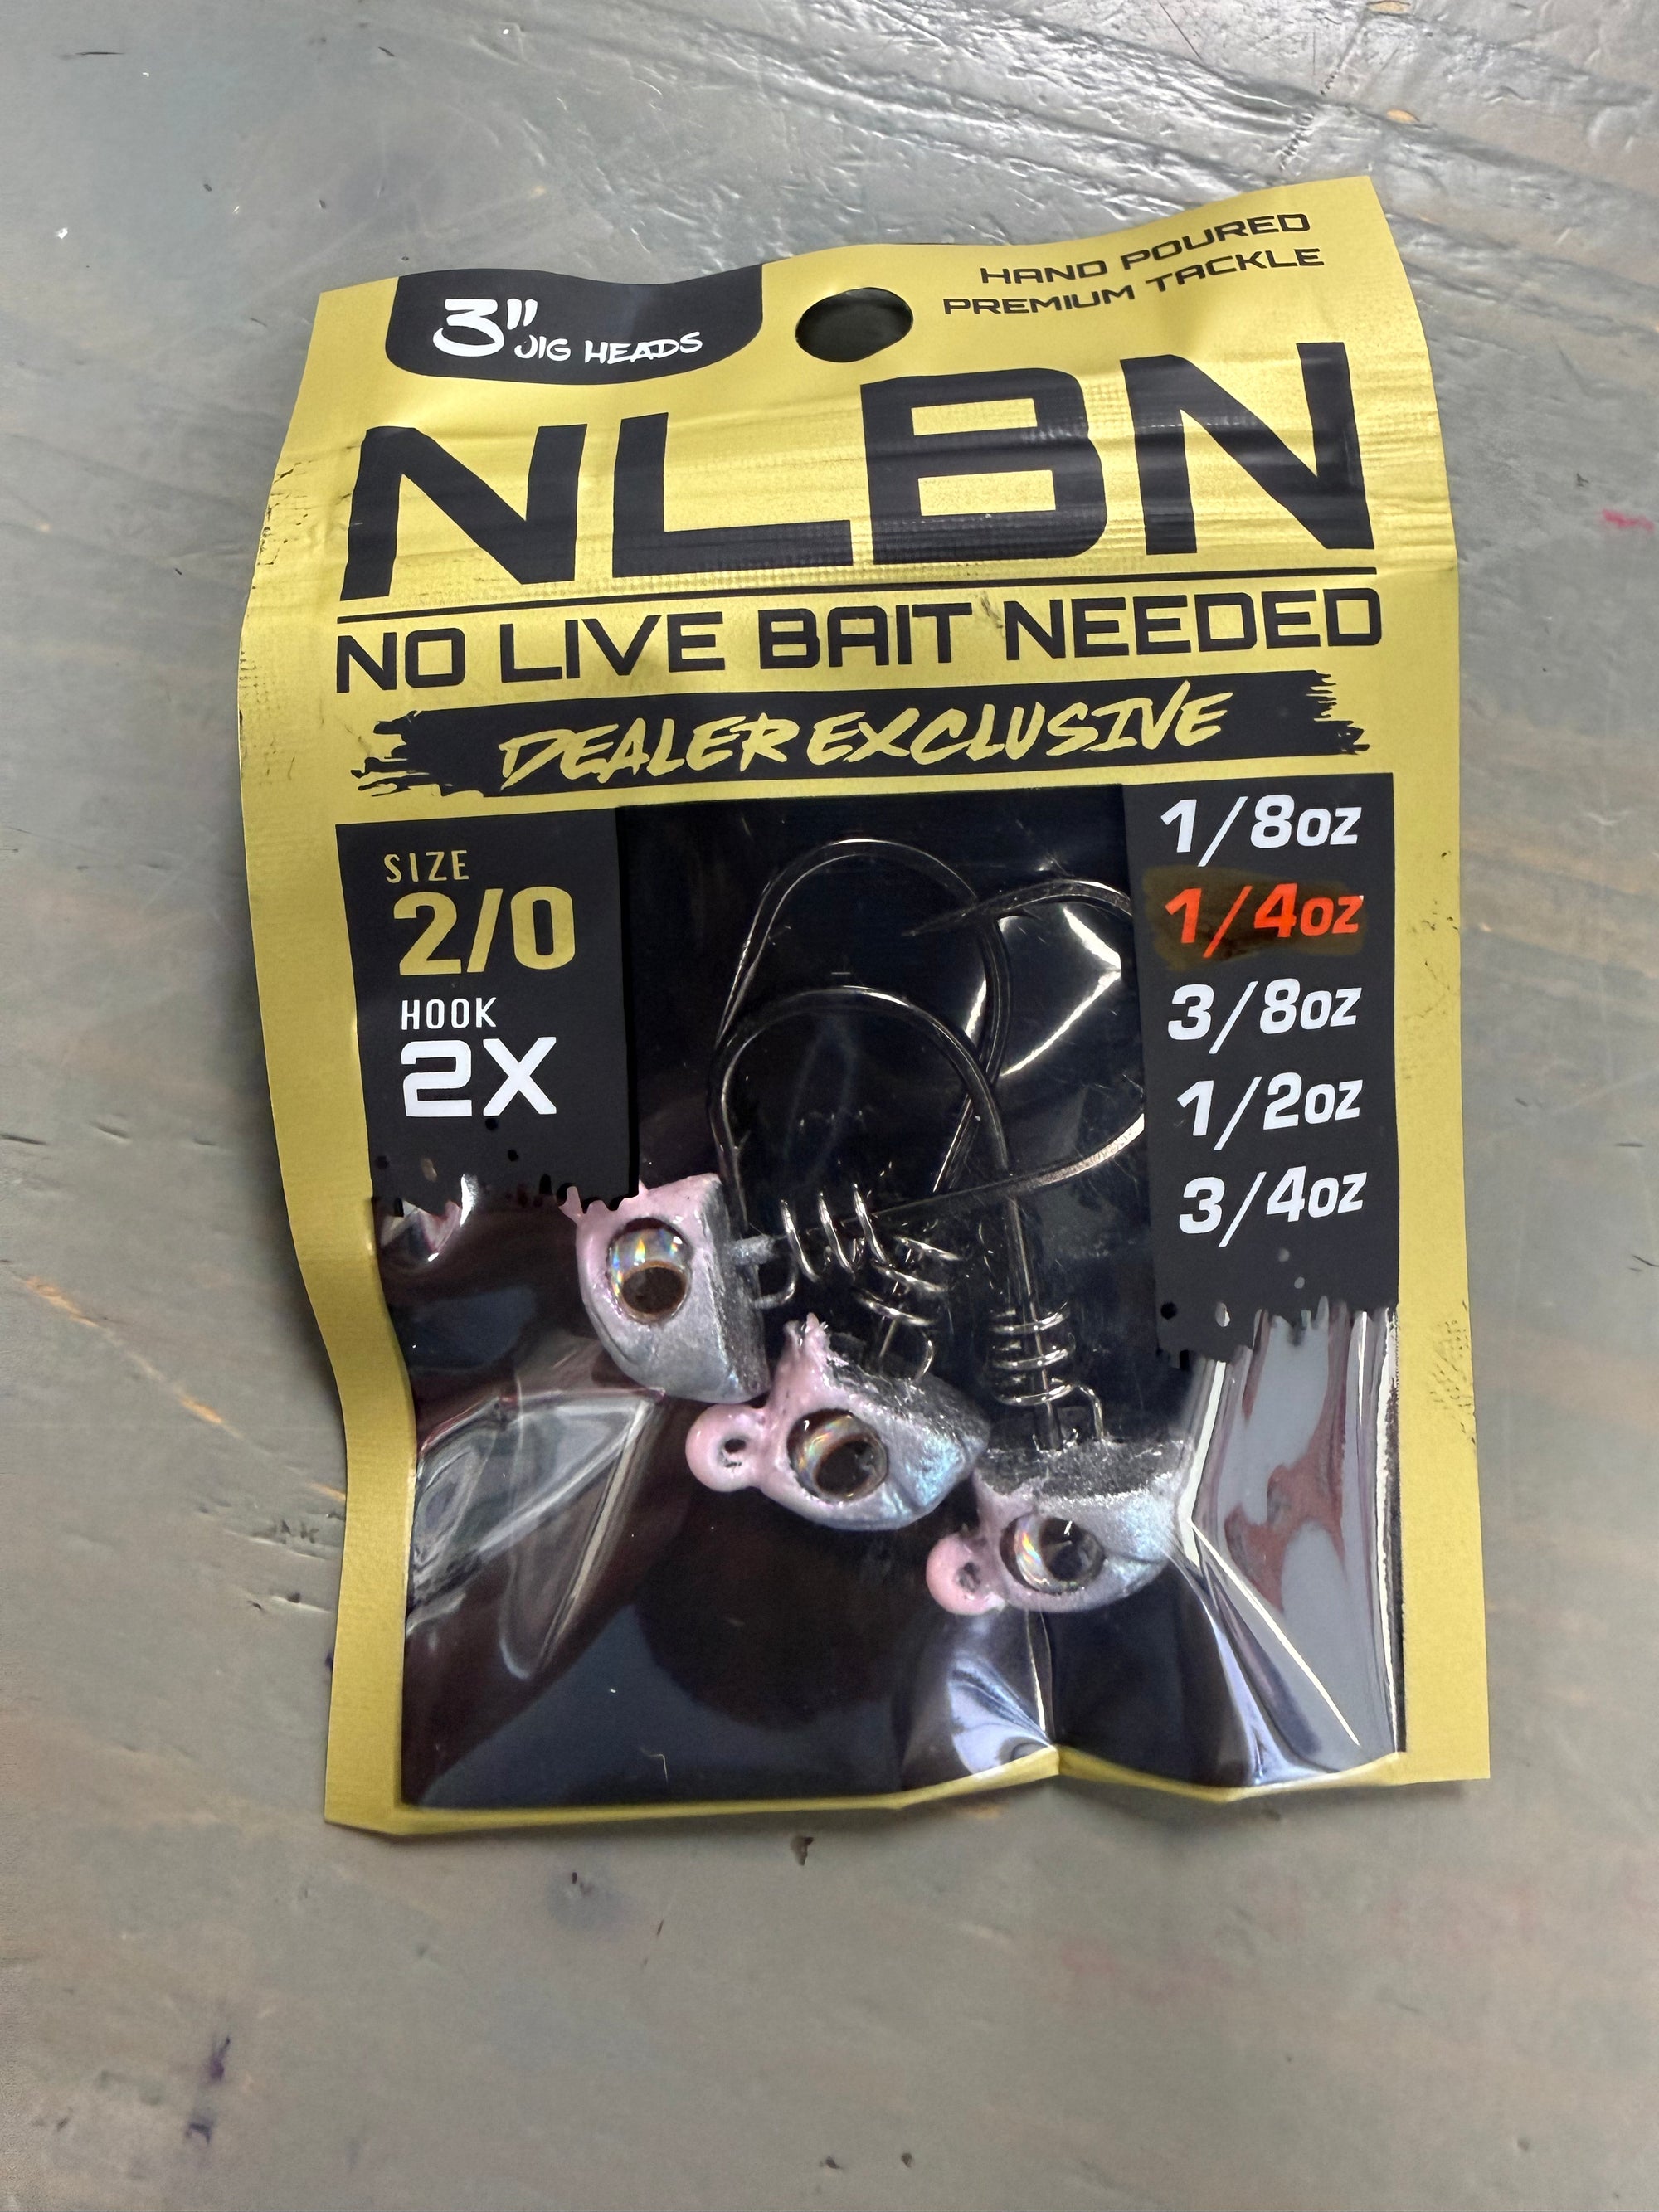 3" JIG HEADS
HAND POURED
PREMIUM TACKLE
NLBN
NO LIVE BAIT NEEDED
DEALER EXCLUSIVE
SIZE
2/0
HOOK
2X
1/8oz
1/4oz
3/8oz
1/2oz
3/4oz